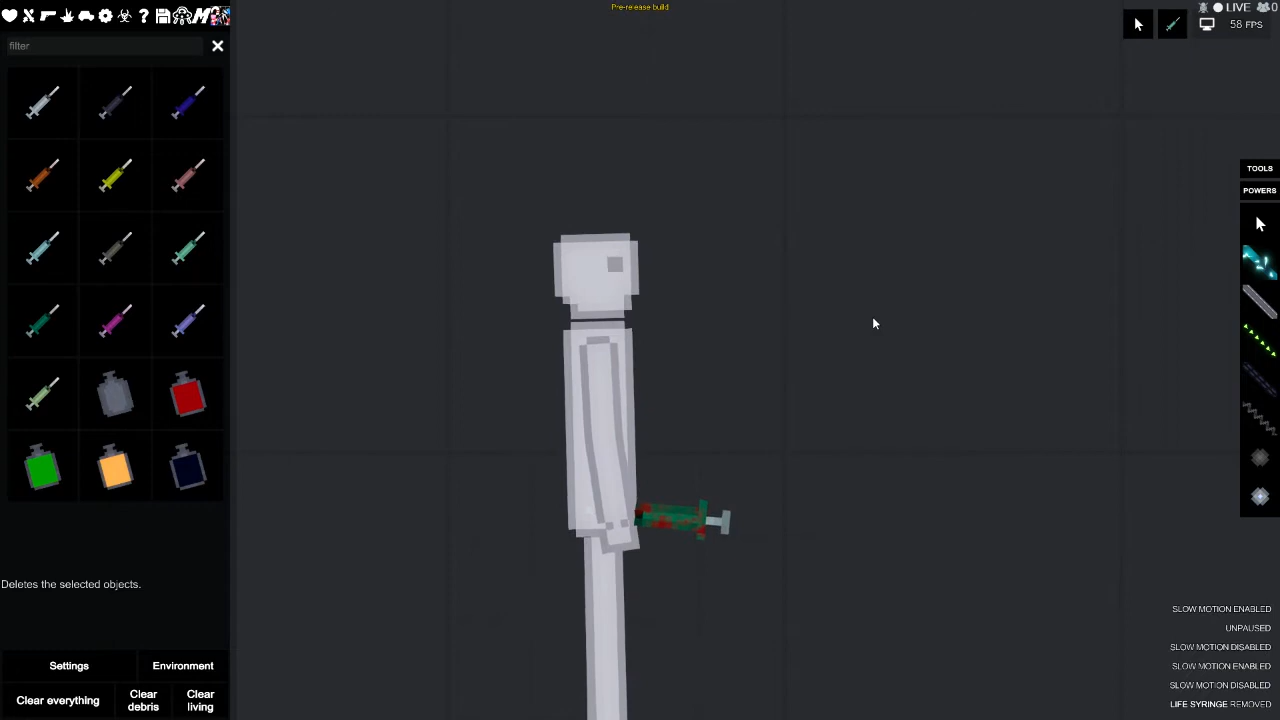 Pre-release build
LIVE
0
58 FPS
filter
TOOLS
POWERS
Deletes the selected objects.
Settings
Environment
Clear everything
Clear debris
Clear living
SLOW MOTION ENABLED
UNPAUSED
SLOW MOTION DISABLED
SLOW MOTION ENABLED
SLOW MOTION DISABLED
LIFE SYRINGE REMOVED